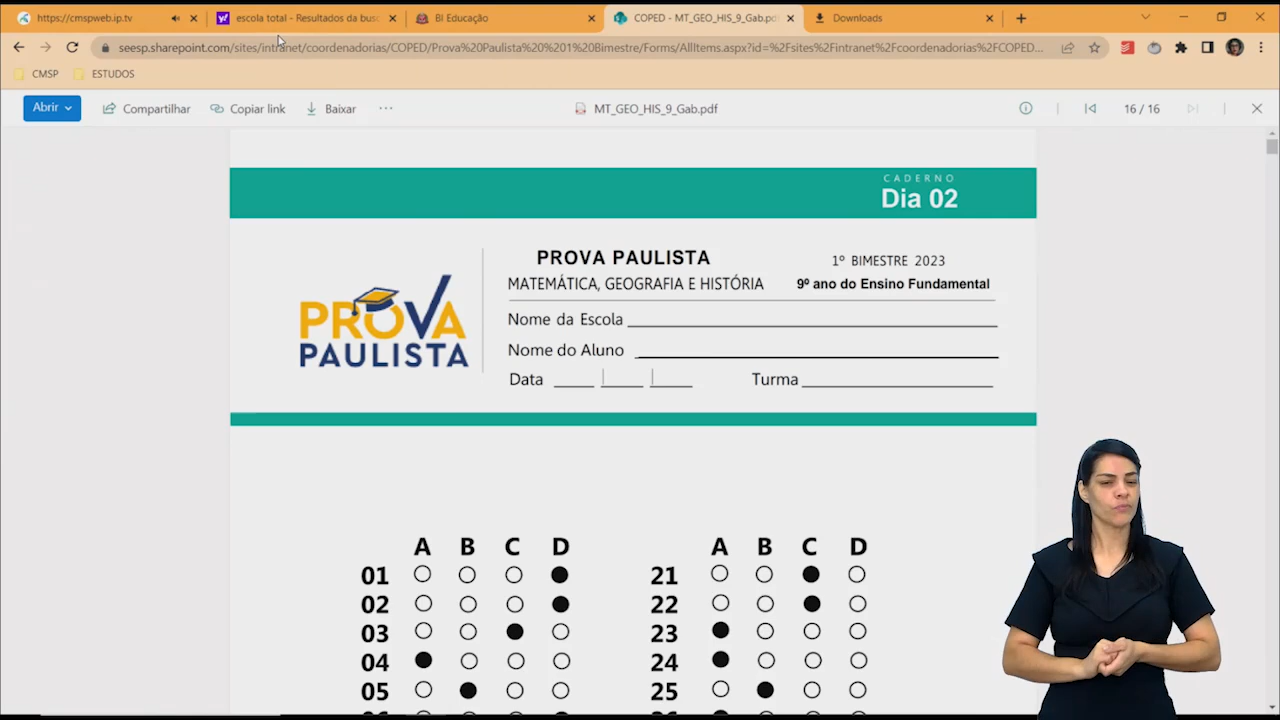 https://cmspweb.ip.tv
escola total - Resultados da bus
BI Educação
COPED - MT_GEO_HIS_9_Gab.pdf
Downloads
seesp.sharepoint.com/sites/intranet/coordenadorias/COPED/Prova%20Paulista%20%201%20Bimestre/Forms/AllItems.aspx?id=%2Fsites%2Fintranet%2Fcoordenadorias%2FCOPED...
CMSP
ESTUDOS
Abrir
Compartilhar
Copiar link
Baixar
MT_GEO_HIS_9_Gab.pdf
16 / 16
CADERNO
Dia 02
PROVA PAULISTA
PROVA PAULISTA
MATEMÁTICA, GEOGRAFIA E HISTÓRIA
1º BIMESTRE 2023
9º ano do Ensino Fundamental
Nome da Escola
Nome do Aluno
Data
Turma
A B C D
01
02
03
04
05
A B C D
21
22
23
24
25